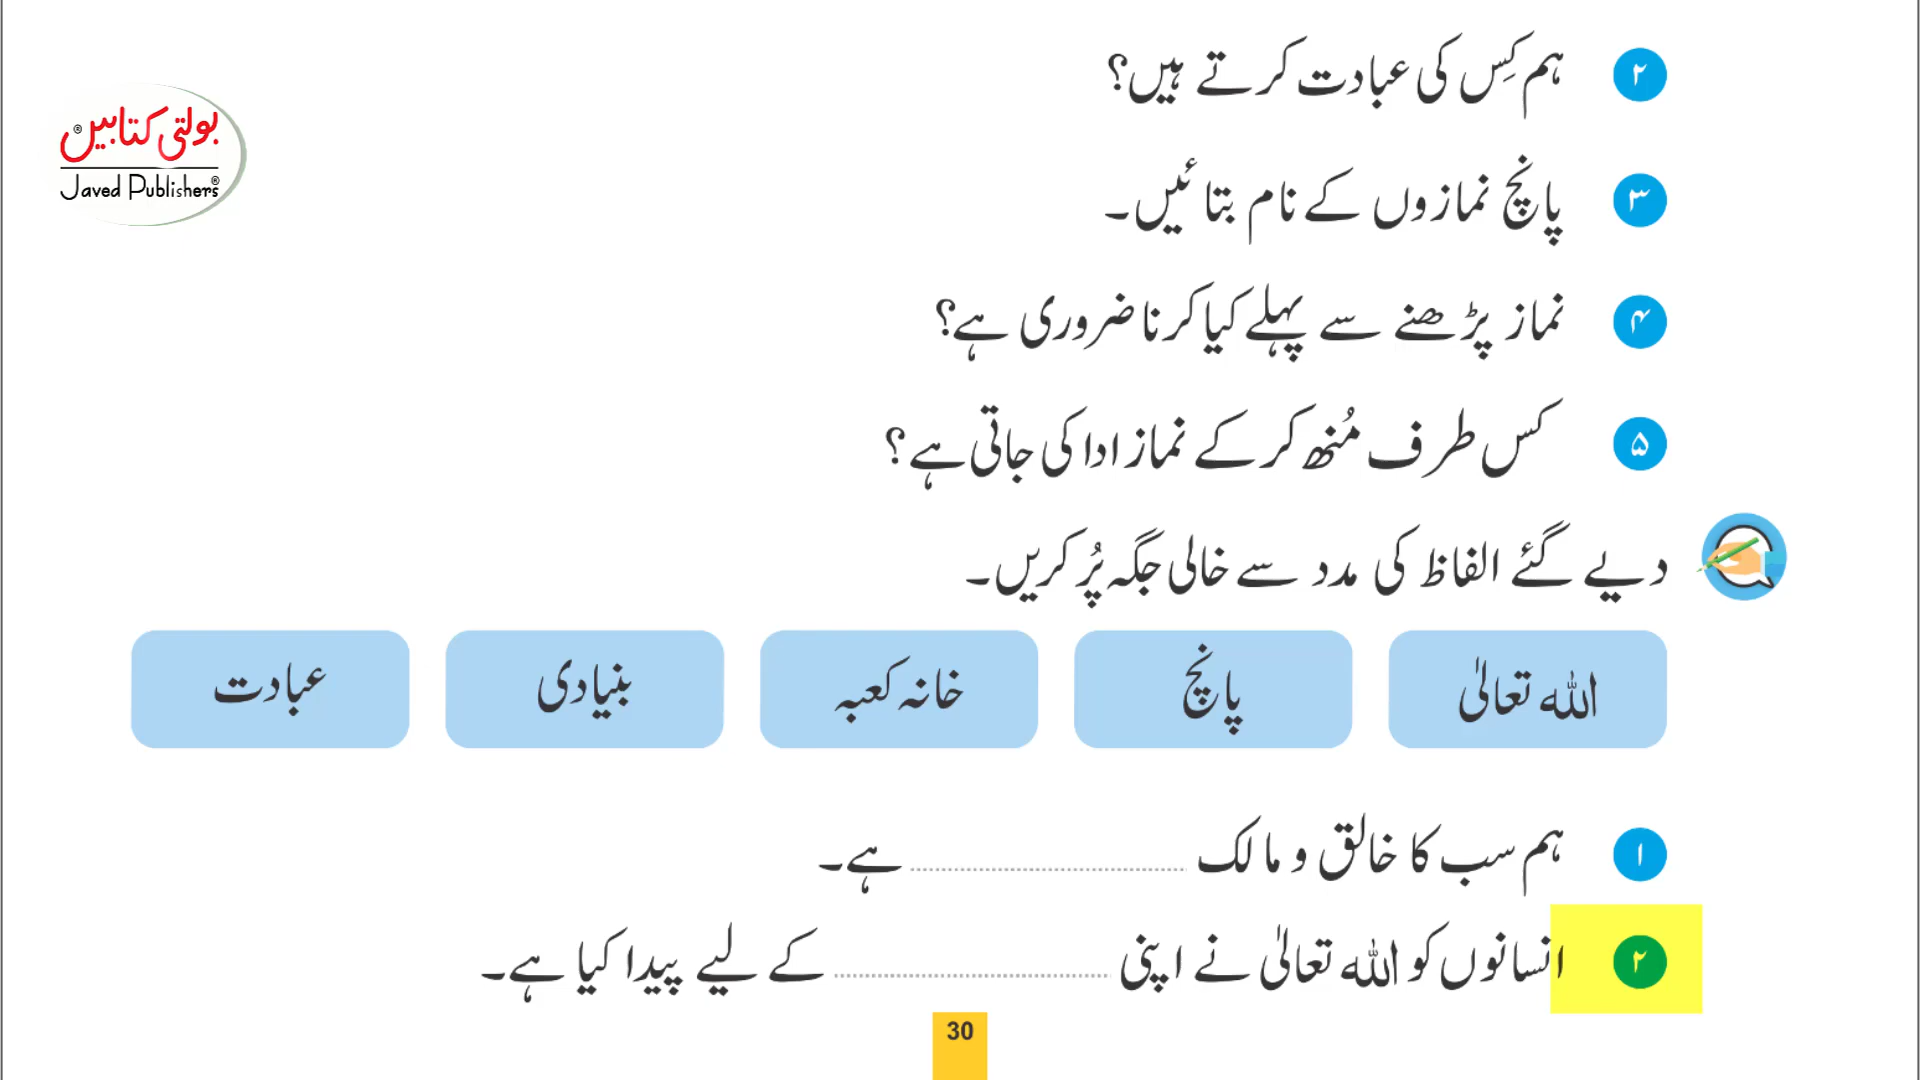 ۲ ہم کِس کی عبادت کرتے ہیں؟
بولتی کتابیں®
Javed Publishers®
۳ پانچ نمازوں کے نام بتائیں۔
۴ نماز پڑھنے سے پہلے کیا کرنا ضروری ہے؟
۵ کس طرف مُنھ کر کے نماز ادا کی جاتی ہے؟
دیے گئے الفاظ کی مدد سے خالی جگہ پُر کریں۔
اللہ تعالیٰ پانچ خانہ کعبہ بنیادی عبادت
۱ ہم سب کا خالق و مالک ............ ہے۔
۲ انسانوں کو اللہ تعالیٰ نے اپنی ............ کے لیے پیدا کیا ہے۔
30